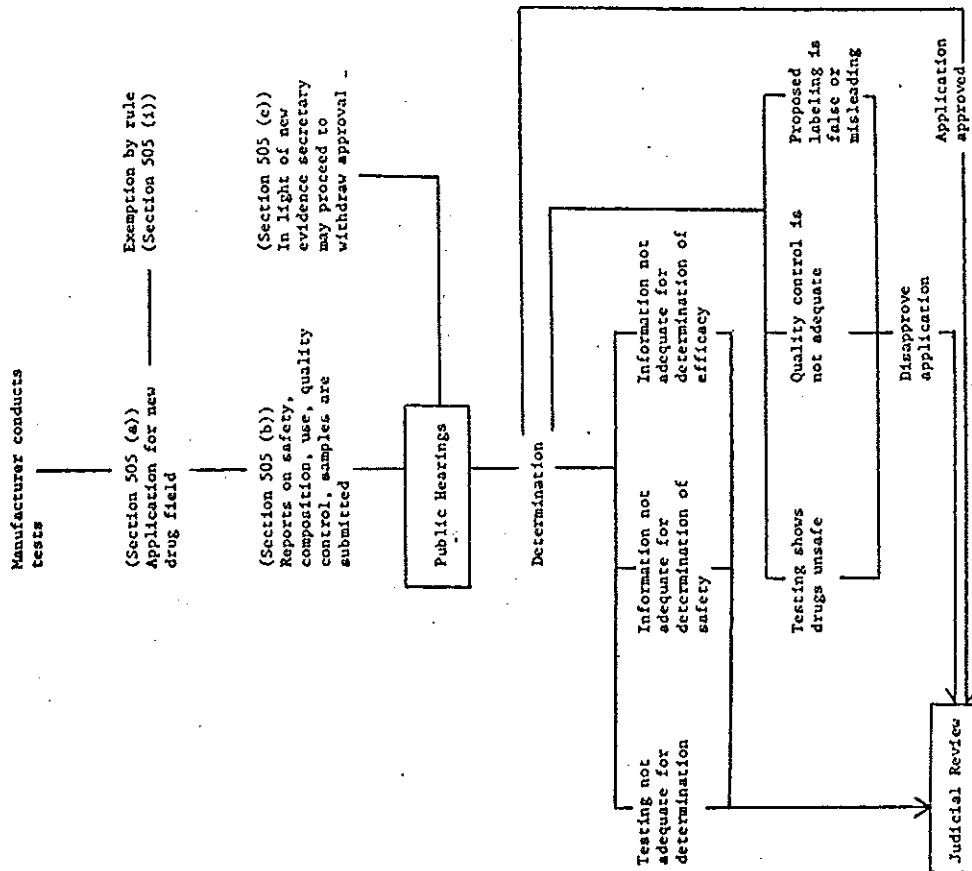 Manufacturer conducts
tests
(Section 505 (a))
Application for new
drug field
Exemption by rule
(Section 505 (i))
(Section 505 (b))
Reports on safety,
composition, use, quality
control, samples are
submitted
(Section 505 (c))
In light of new
evidence secretary
may proceed to
withdraw approval
Public Hearings
Determination
Testing not
adequate for
determination
Information not
adequate for
determination of
safety
Information not
adequate for
determination of
efficacy
Testing shows
drugs unsafe
Quality control is
not adequate
Proposed
labeling is
false or
misleading
Disapprove
application
Application
approved
Judicial Review